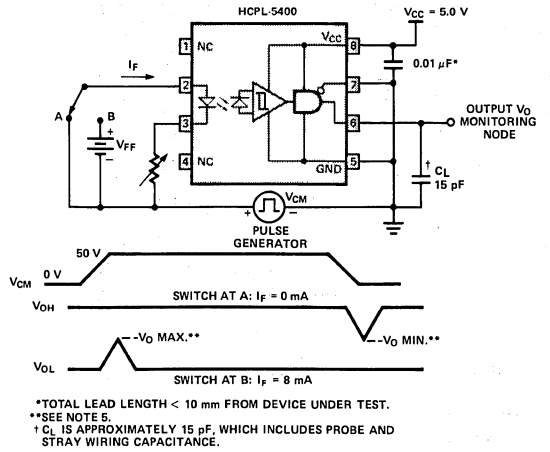 HCPL-5400
VCC = 5.0 V
1 NC
VCC 8
IF
0.01 µF*
2
7
A
B
+
VFF
−
3
6
OUTPUT VO
MONITORING
NODE
4 NC
GND 5
† CL
15 pF
+
VCM
−
PULSE
GENERATOR
50 V
VCM 0 V
SWITCH AT A: IF = 0 mA
VOH
VO MAX.**
VO MIN.**
VOL
SWITCH AT B: IF = 8 mA
*TOTAL LEAD LENGTH < 10 mm FROM DEVICE UNDER TEST.
**SEE NOTE 5.
† CL IS APPROXIMATELY 15 pF, WHICH INCLUDES PROBE AND
STRAY WIRING CAPACITANCE.